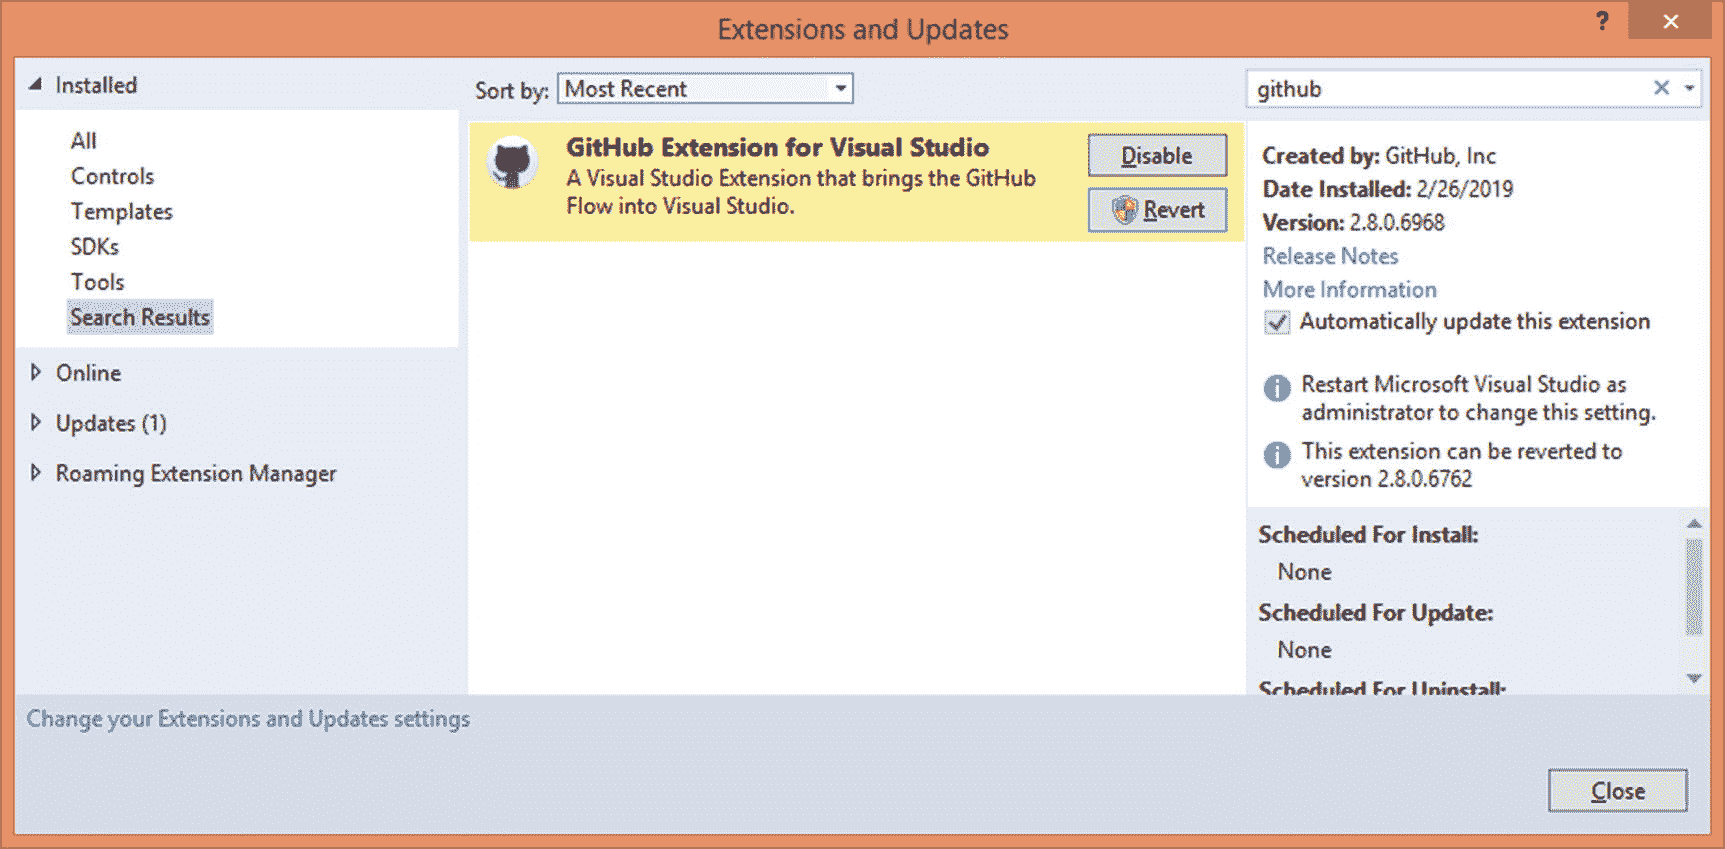 Extensions and Updates
?
Installed
All
Controls
Templates
SDKs
Tools
Search Results
Online
Updates (1)
Roaming Extension Manager
Sort by: Most Recent
GitHub Extension for Visual Studio
A Visual Studio Extension that brings the GitHub
Flow into Visual Studio.
Disable
Revert
github
Created by: GitHub, Inc
Date Installed: 2/26/2019
Version: 2.8.0.6968
Release Notes
More Information
Automatically update this extension
Restart Microsoft Visual Studio as
administrator to change this setting.
This extension can be reverted to
version 2.8.0.6762
Scheduled For Install:
None
Scheduled For Update:
None
Scheduled For Uninstall:
Change your Extensions and Updates settings
Close